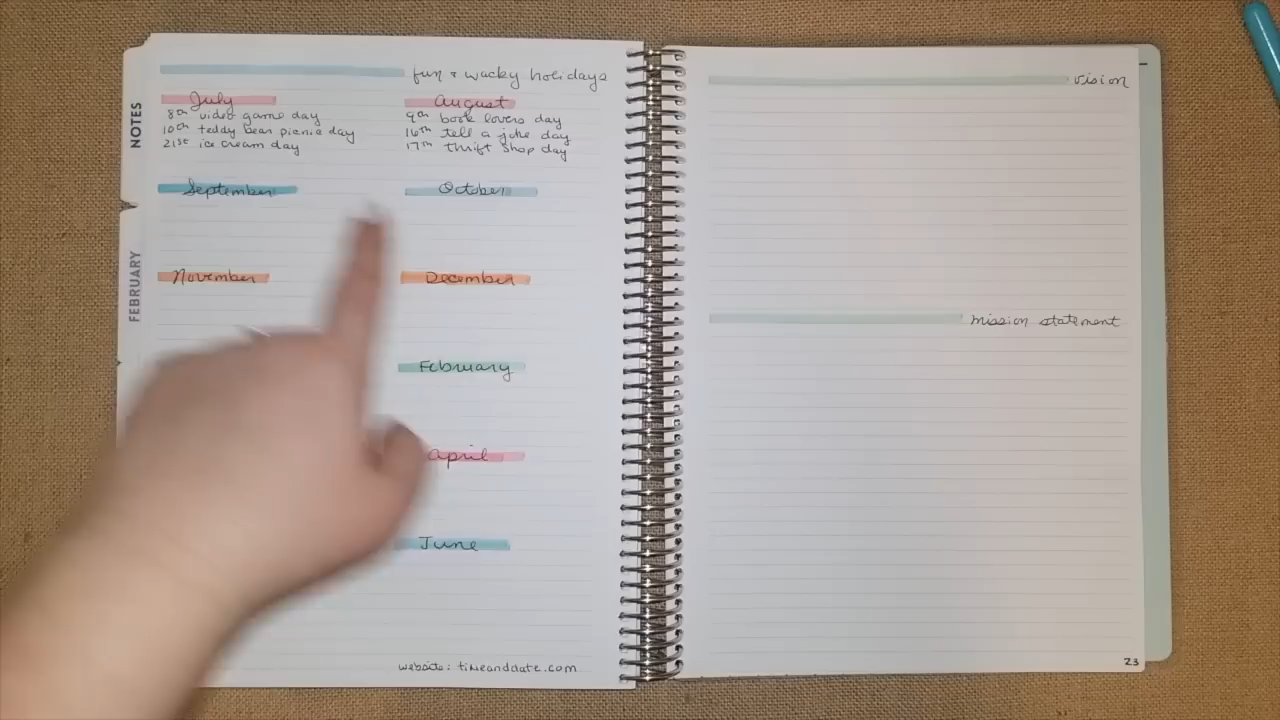 fun & wacky holidays
July
8th video game day
10th teddy bear picnic day
21st ice cream day
August
9th book lovers day
16th tell a joke day
17th thrift shop day
September
October
November
December
February
April
June
website: timeanddate.com
NOTES
FEBRUARY
vision
mission statement
23